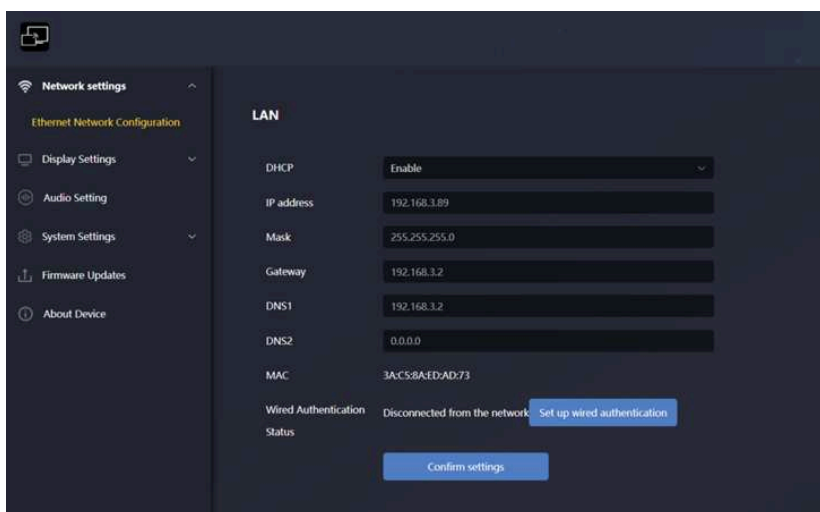 Network settings
Ethernet Network Configuration
Display Settings
Audio Setting
System Settings
Firmware Updates
About Device
LAN
DHCP Enable
IP address 192.168.3.89
Mask 255.255.255.0
Gateway 192.168.3.2
DNS1 192.168.3.2
DNS2 0.0.0.0
MAC 3A:C5:8A:ED:AD:73
Wired Authentication Status Disconnected from the network Set up wired authentication
Confirm settings